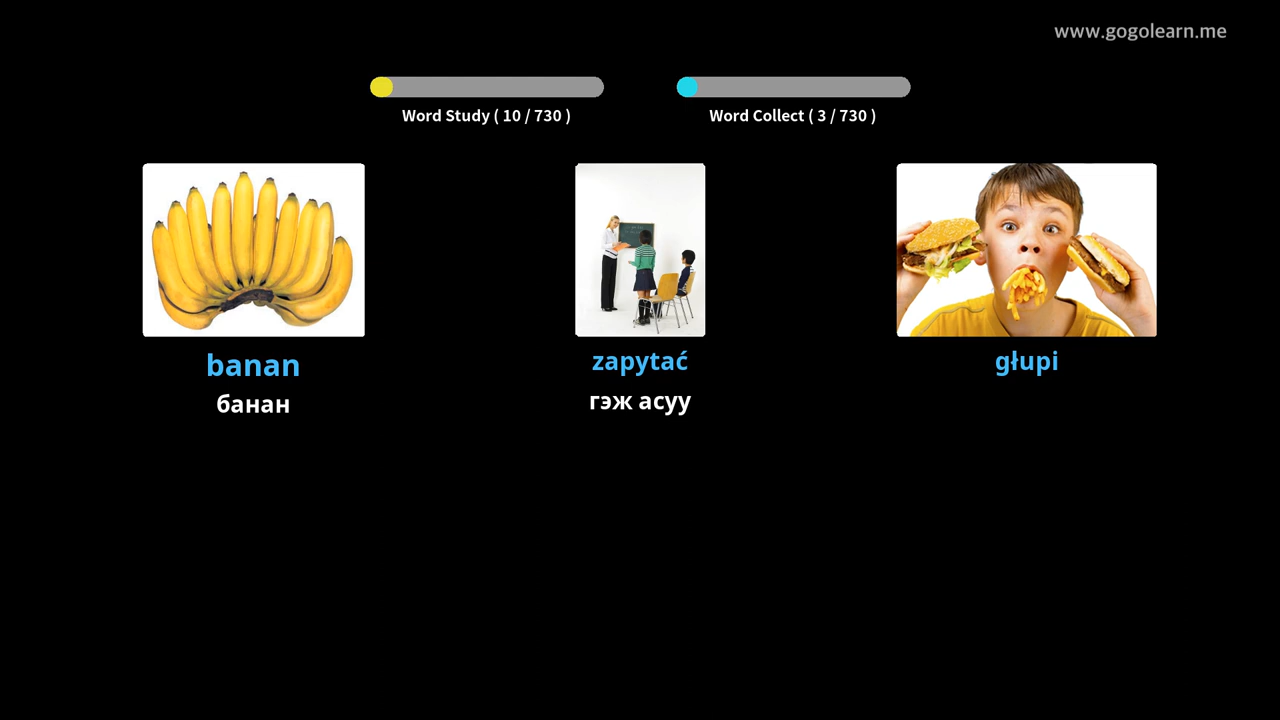 www.gogolearn.me
Word Study ( 10 / 730 )
Word Collect ( 3 / 730 )
banan
банан
zapytać
гэж асуу
głupi